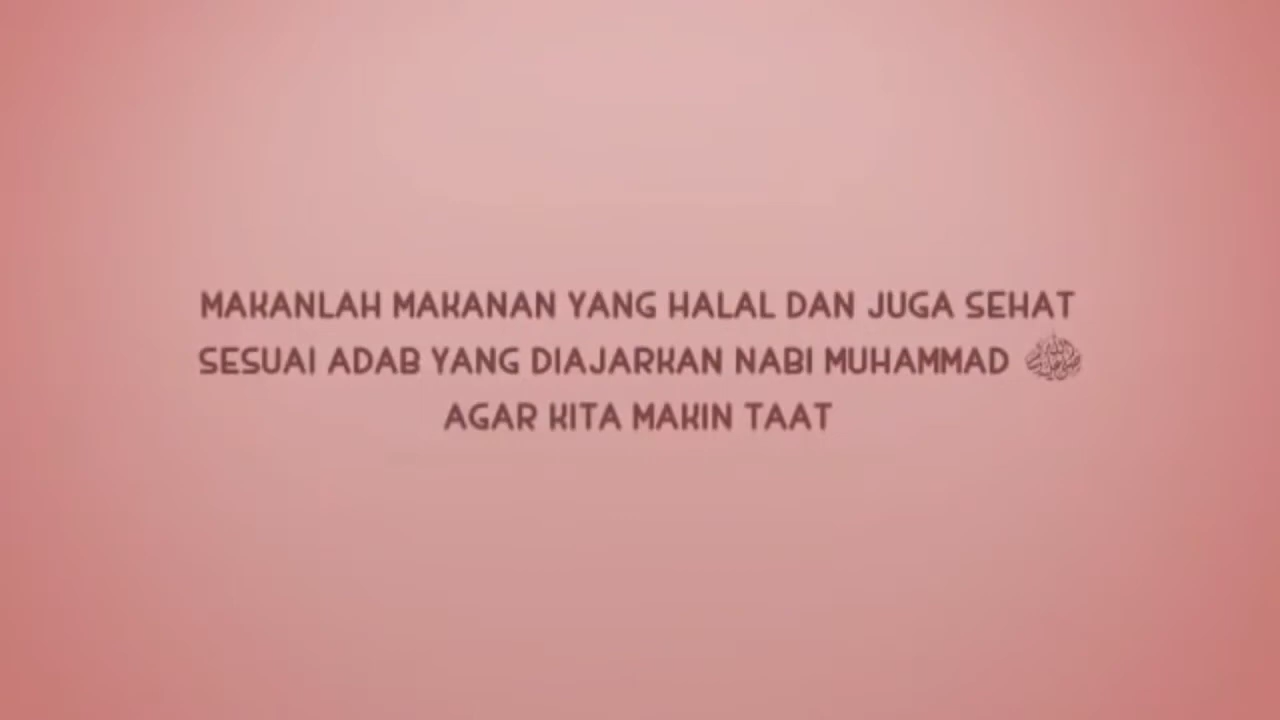 MAKANLAH MAKANAN YANG HALAL DAN JUGA SEHAT
SESUAI ADAB YANG DIAJARKAN NABI MUHAMMAD ﷺ
AGAR KITA MAKIN TAAT